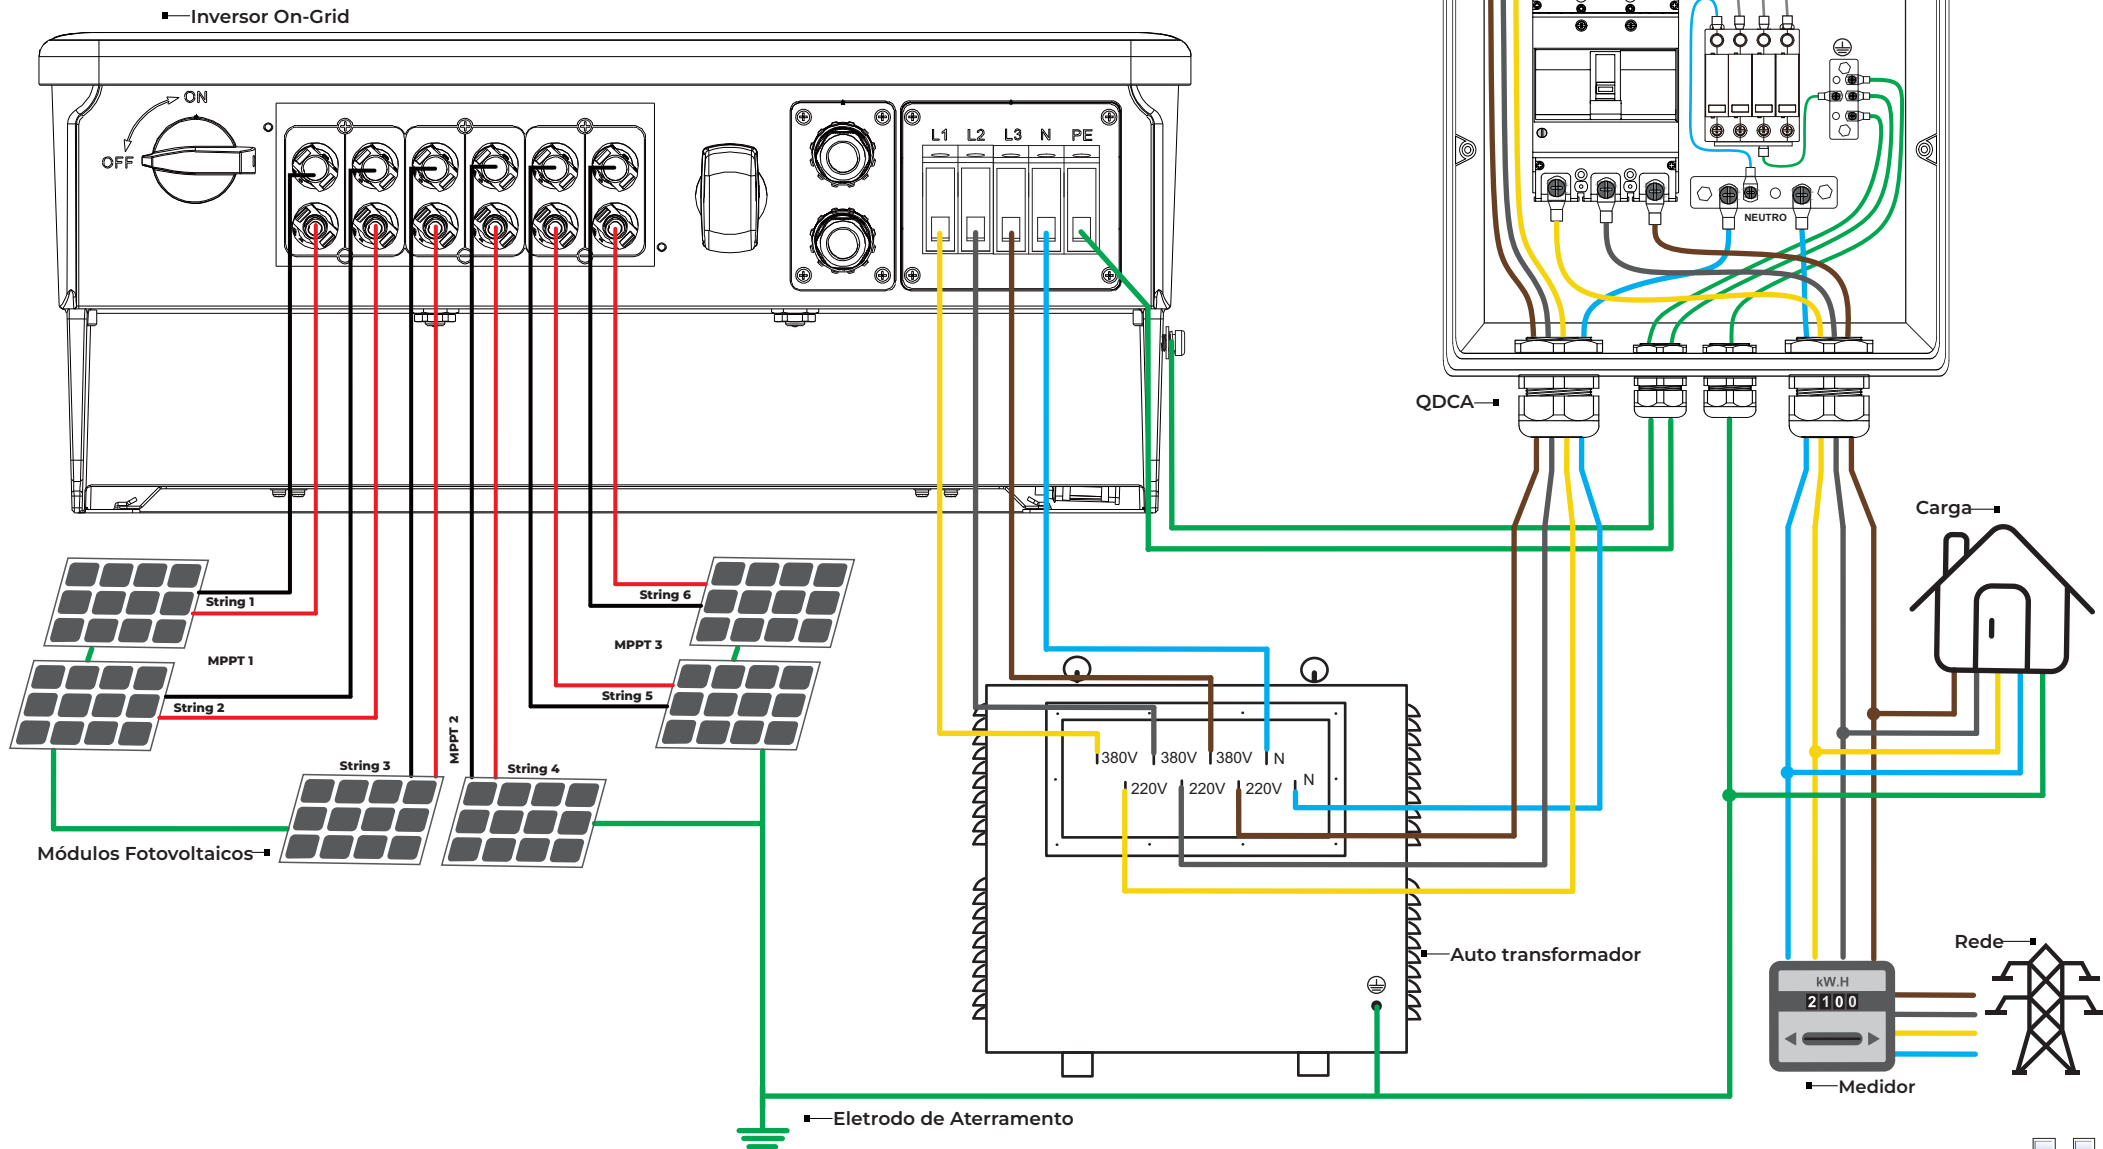 Inversor On-Grid
ON
OFF
L1 L2 L3 N PE
NEUTRO
QDCA
Carga
String 1
String 6
MPPT 1
MPPT 3
String 5
String 2
MPPT 2
String 3
String 4
380V 380V 380V N
220V 220V 220V N
Módulos Fotovoltaicos
Auto transformador
Rede
kW.H
2100
Medidor
Eletrodo de Aterramento